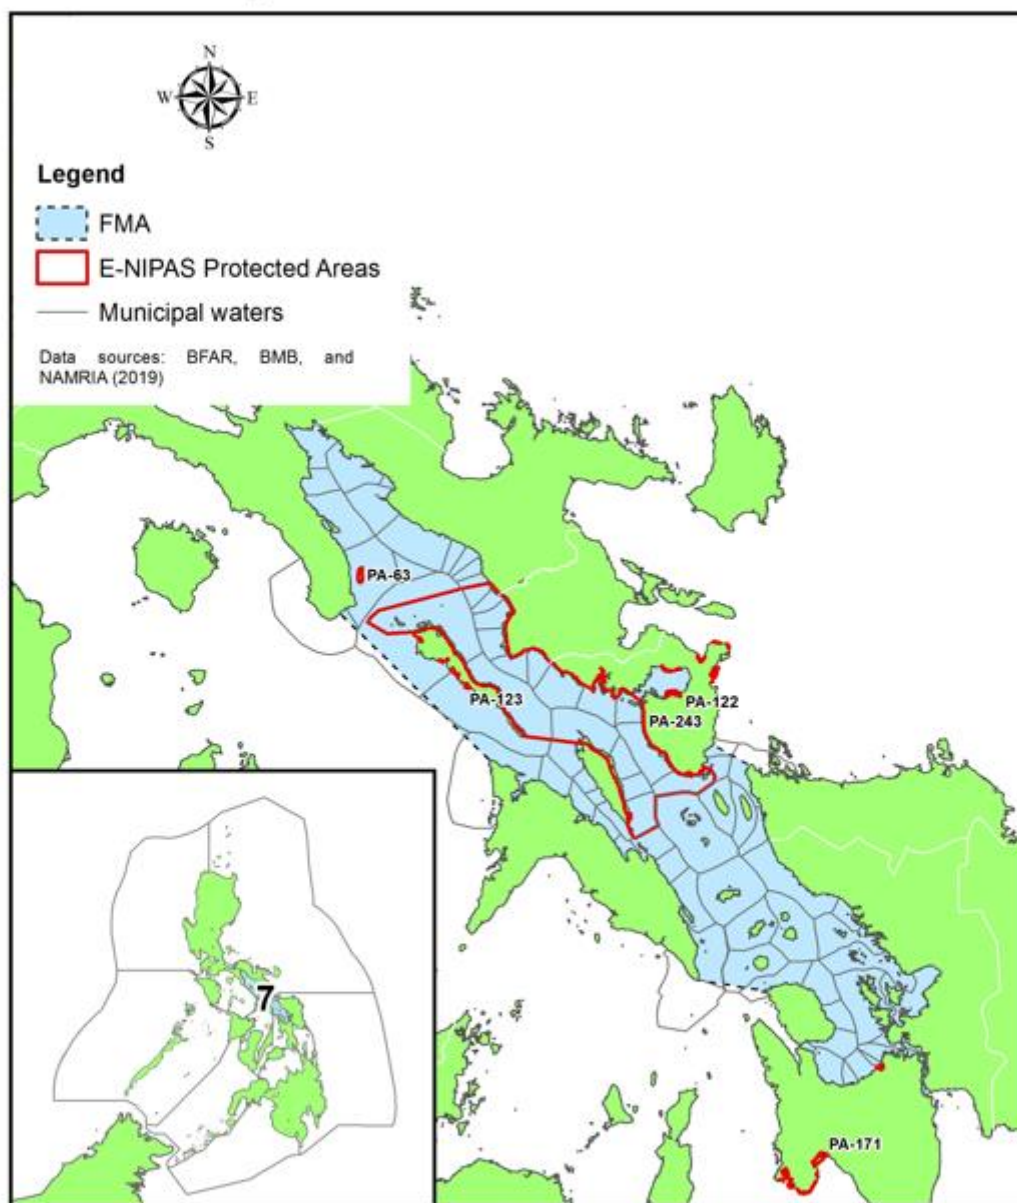 N
W E
S
Legend
FMA
E-NIPAS Protected Areas
Municipal waters
Data sources: BFAR, BMB, and
NAMRIA (2019)
PA-63
PA-123
PA-122
PA-243
7
PA-171